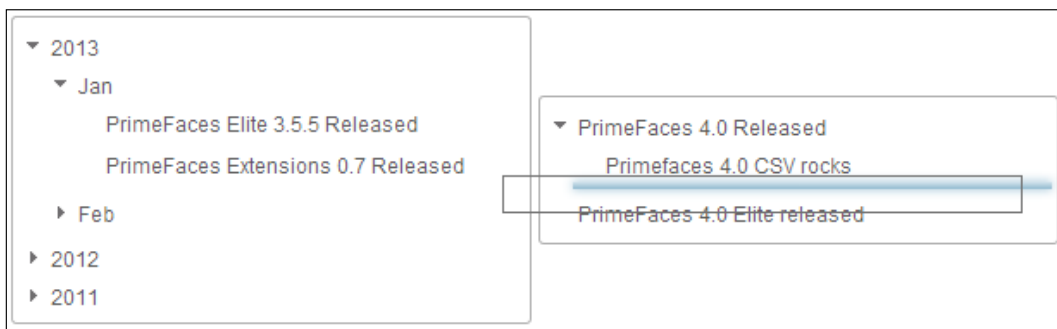 2013
Jan
PrimeFaces Elite 3.5.5 Released
PrimeFaces Extensions 0.7 Released
Feb
2012
2011
PrimeFaces 4.0 Released
Primefaces 4.0 CSV rocks
PrimeFaces 4.0 Elite released